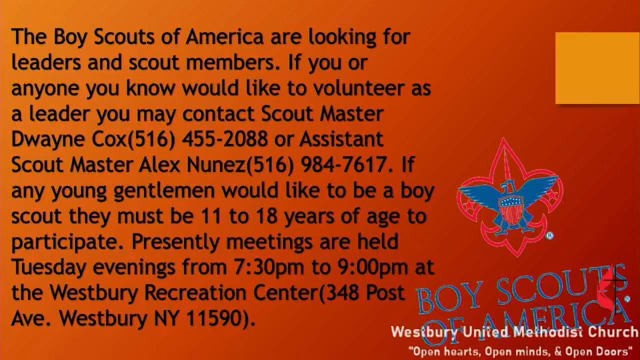 The Boy Scouts of America are looking for
leaders and scout members. If you or
anyone you know would like to volunteer as
a leader you may contact Scout Master
Dwayne Cox(516) 455-2088 or Assistant
Scout Master Alex Nunez(516) 984-7617. If
any young gentlemen would like to be a boy
scout they must be 11 to 18 years of age to
participate. Presently meetings are held
Tuesday evenings from 7:30pm to 9:00pm at
the Westbury Recreation Center(348 Post
Ave. Westbury NY 11590).
®
BOY SCOUTS
OF AMERICA®
Westbury United Methodist Church
"Open hearts, Open minds, & Open Doors"